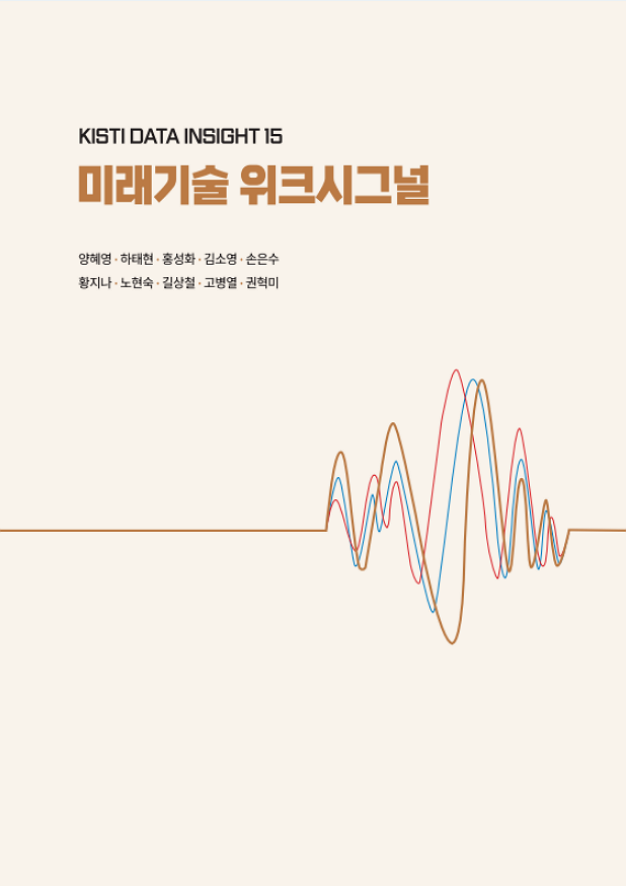 KISTI DATA INSIGHT 15
미래기술 위크시그널
양혜영 · 하태현 · 홍성화 · 김소영 · 손은수
황지나 · 노현숙 · 길상철 · 고병열 · 권혁미